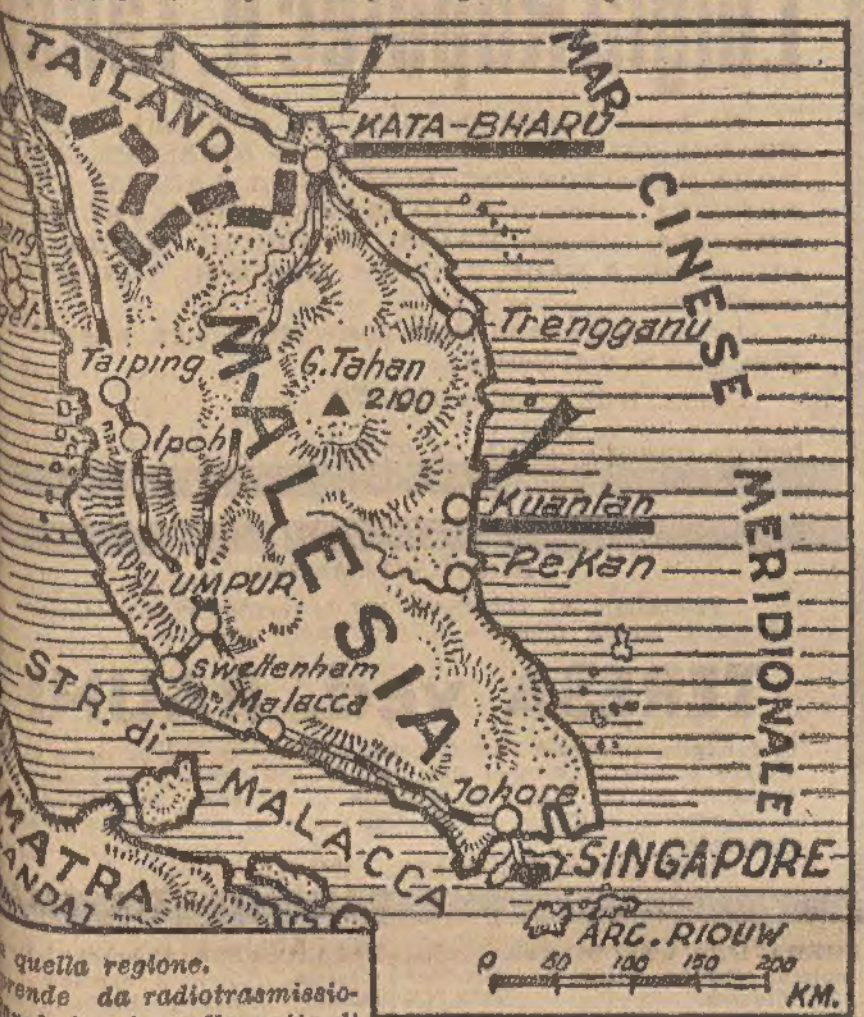 TAILAND.
MAR
CINESE
MERIDIONALE
KATA-BHARU
Trengganu
Taiping
G.Tahan
2190
Ipoh
MALESIA
Kuantan
PeKan
LUMPUR
Swettenham
Malacca
STR. di
MALACCA
Johore
SINGAPORE
MATRA
ARC. RIOUW
0 50 100 150 200
KM.
quella regione.
prende da radiotrasmissio-